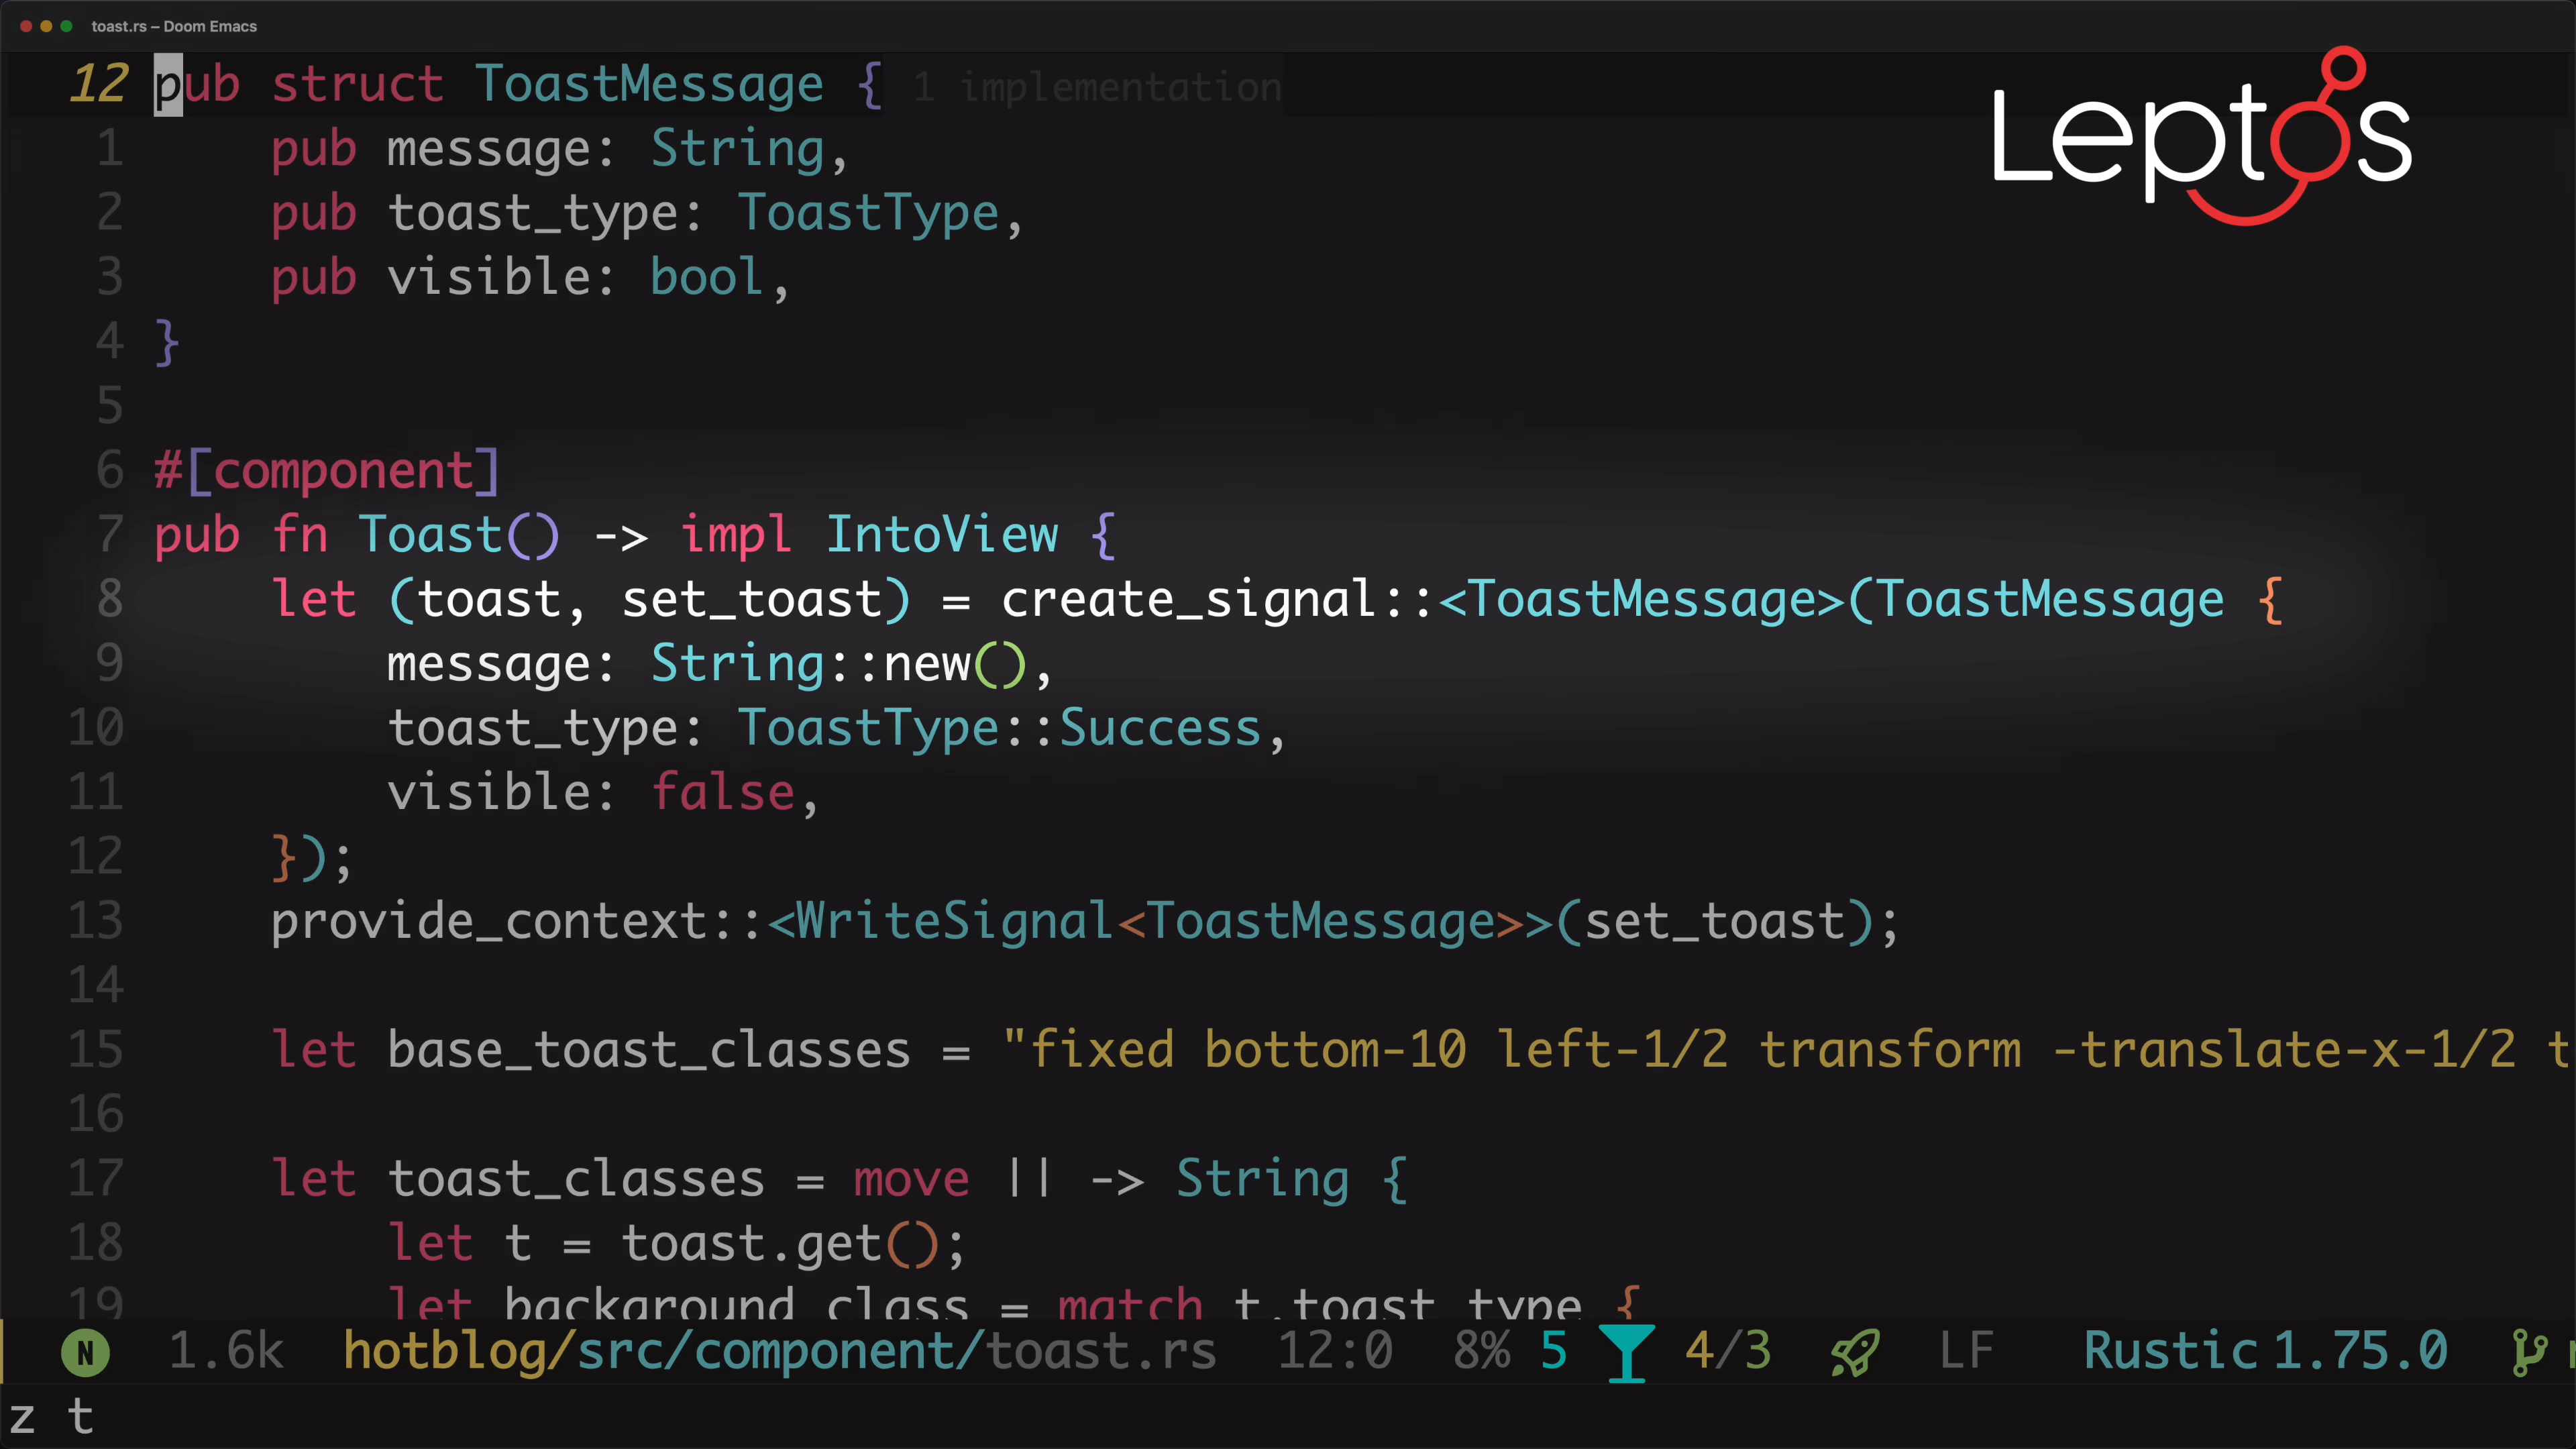 toast.rs – Doom Emacs
Leptos
12 pub struct ToastMessage { 1 implementation
1 pub message: String,
2 pub toast_type: ToastType,
3 pub visible: bool,
4 }
5
6 #[component]
7 pub fn Toast() -> impl IntoView {
8 let (toast, set_toast) = create_signal::<ToastMessage>(ToastMessage {
9 message: String::new(),
10 toast_type: ToastType::Success,
11 visible: false,
12 });
13 provide_context::<WriteSignal<ToastMessage>>(set_toast);
14
15 let base_toast_classes = "fixed bottom-10 left-1/2 transform -translate-x-1/2 t
16
17 let toast_classes = move || -> String {
18 let t = toast.get();
19 let background_class = match t.toast_type {
N 1.6k hotblog/src/component/toast.rs 12:0 8% 5 4/3 LF Rustic 1.75.0
z t